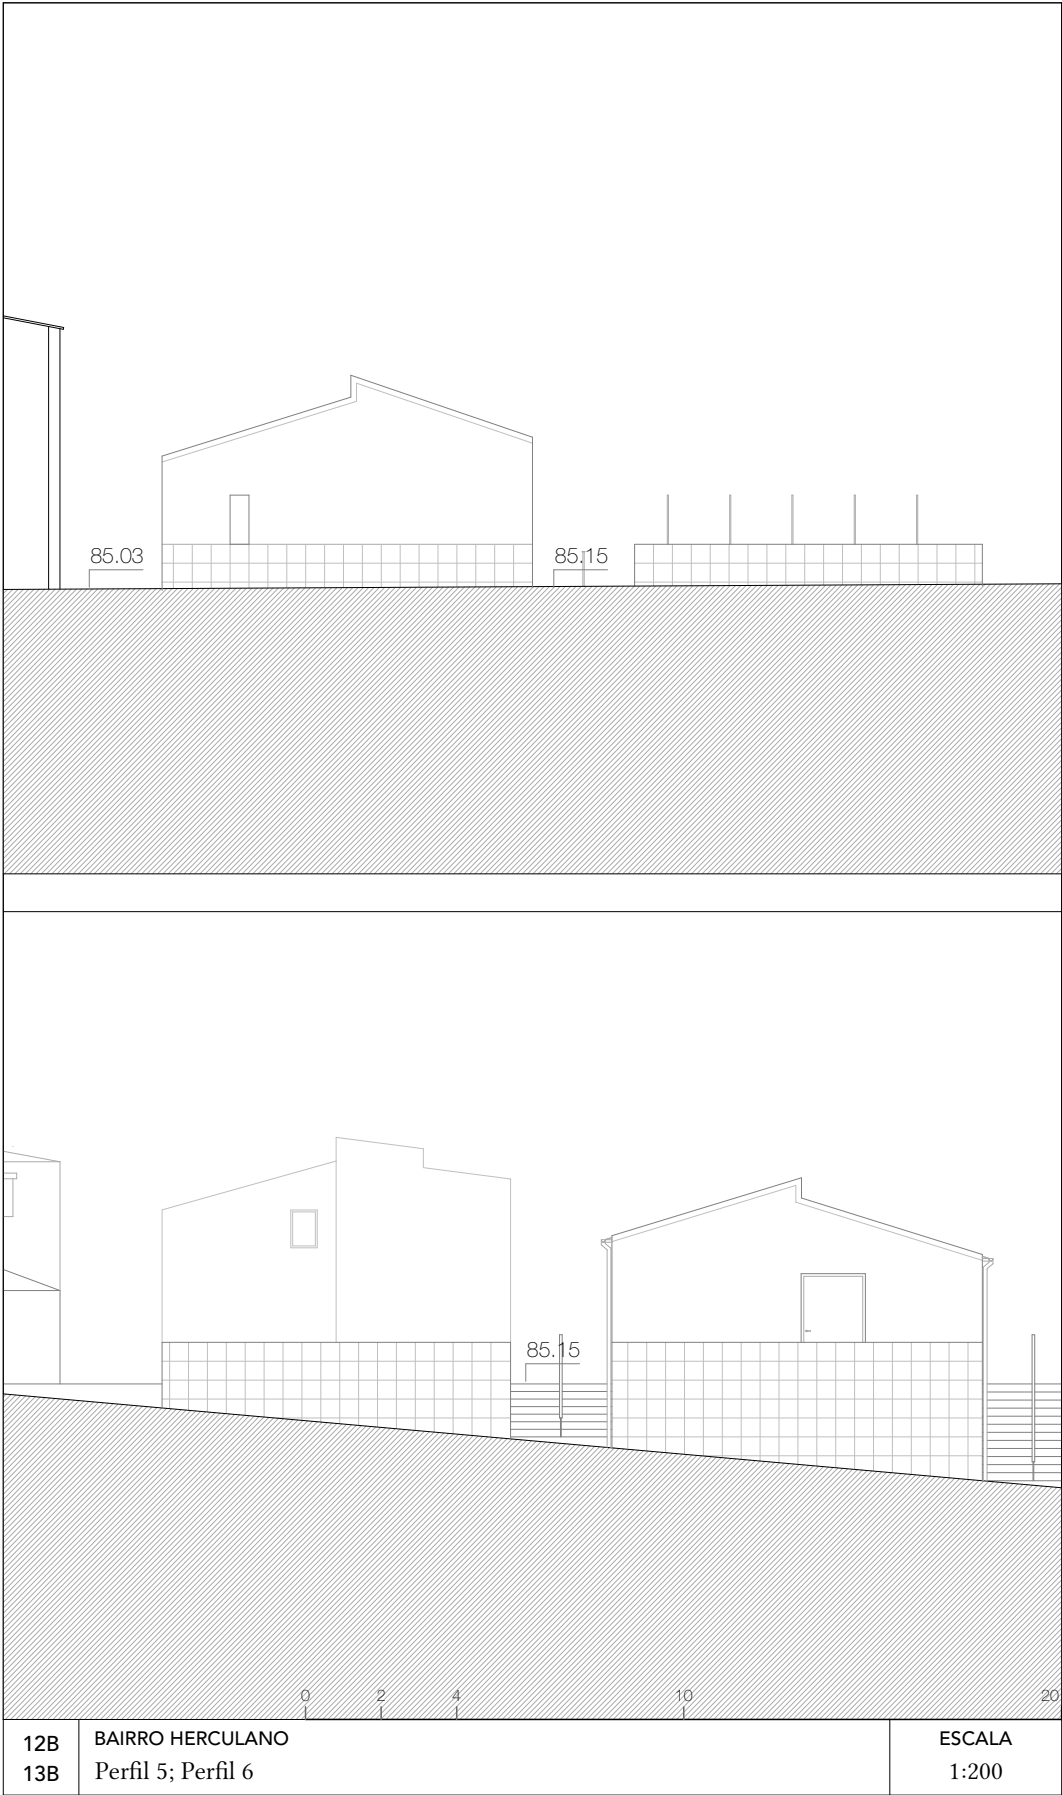 85.03
85.15
85.15
0 2 4 10 20
12B
13B
BAIRRO HERCULANO
Perfil 5; Perfil 6
ESCALA
1:200